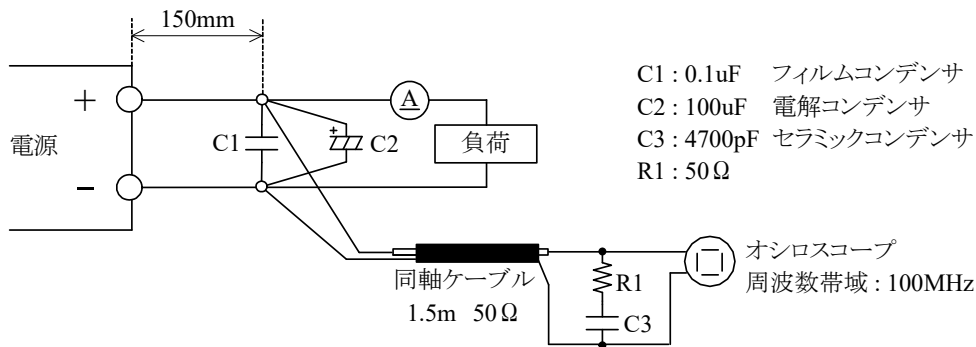 150mm
+
電源
-
C1
+
C2
A
負荷
C1 : 0.1uF フィルムコンデンサ
C2 : 100uF 電解コンデンサ
C3 : 4700pF セラミックコンデンサ
R1 : 50Ω
同軸ケーブル
1.5m 50Ω
R1
C3
オシロスコープ
周波数帯域 : 100MHz